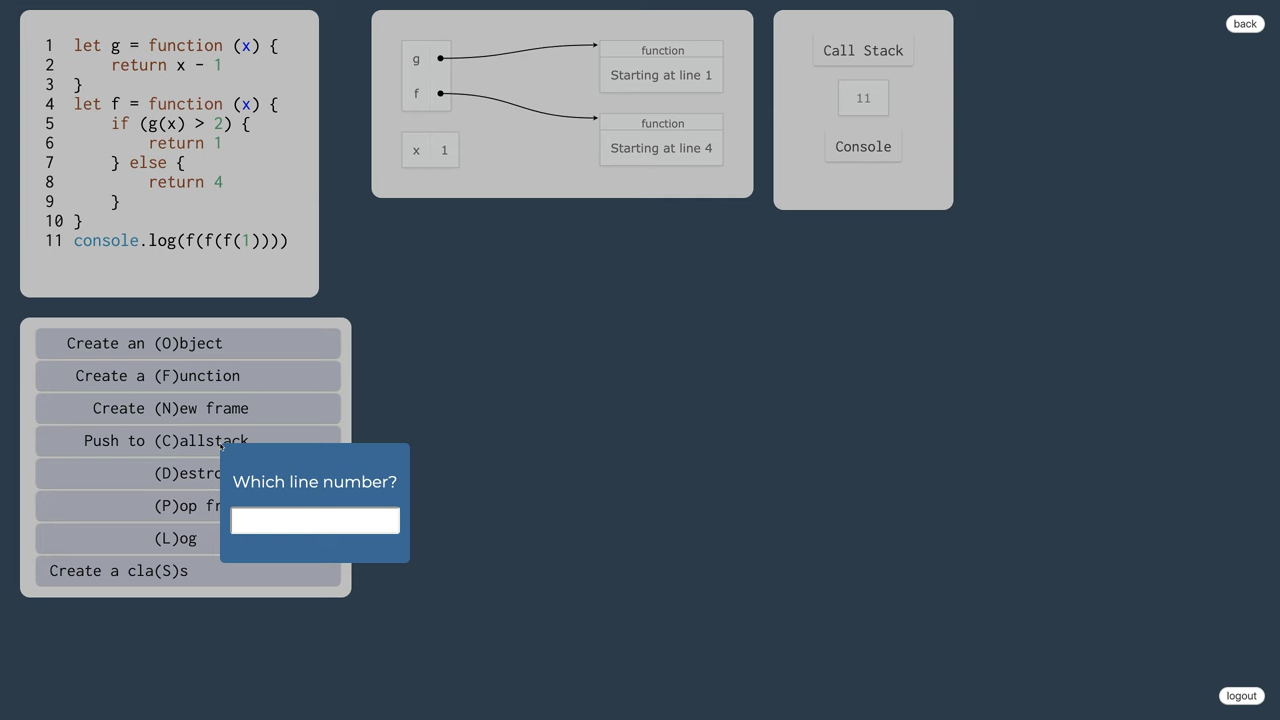 1 let g = function (x) {
2     return x - 1
3 }
4 let f = function (x) {
5     if (g(x) > 2) {
6         return 1
7     } else {
8         return 4
9     }
10 }
11 console.log(f(f(f(1))))
g
f
x 1
function
Starting at line 1
function
Starting at line 4
Call Stack
11
Console
back
Create an (O)bject
Create a (F)unction
Create (N)ew frame
Push to (C)allstack
(D)estro
(P)op fr
(L)og
Create a cla(S)s
Which line number?
logout